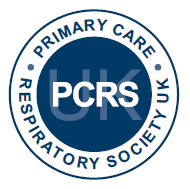 • PRIMARY CARE •
RESPIRATORY SOCIETY UK
UK
PCRS